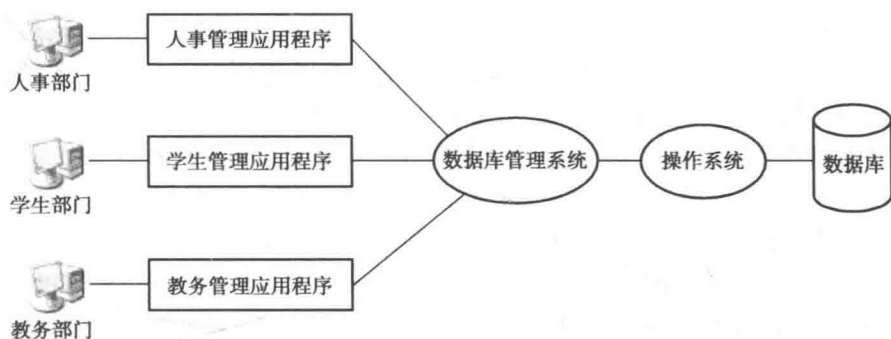 人事管理应用程序
人事部门
学生管理应用程序
数据库管理系统
操作系统
数据库
学生部门
教务管理应用程序
教务部门